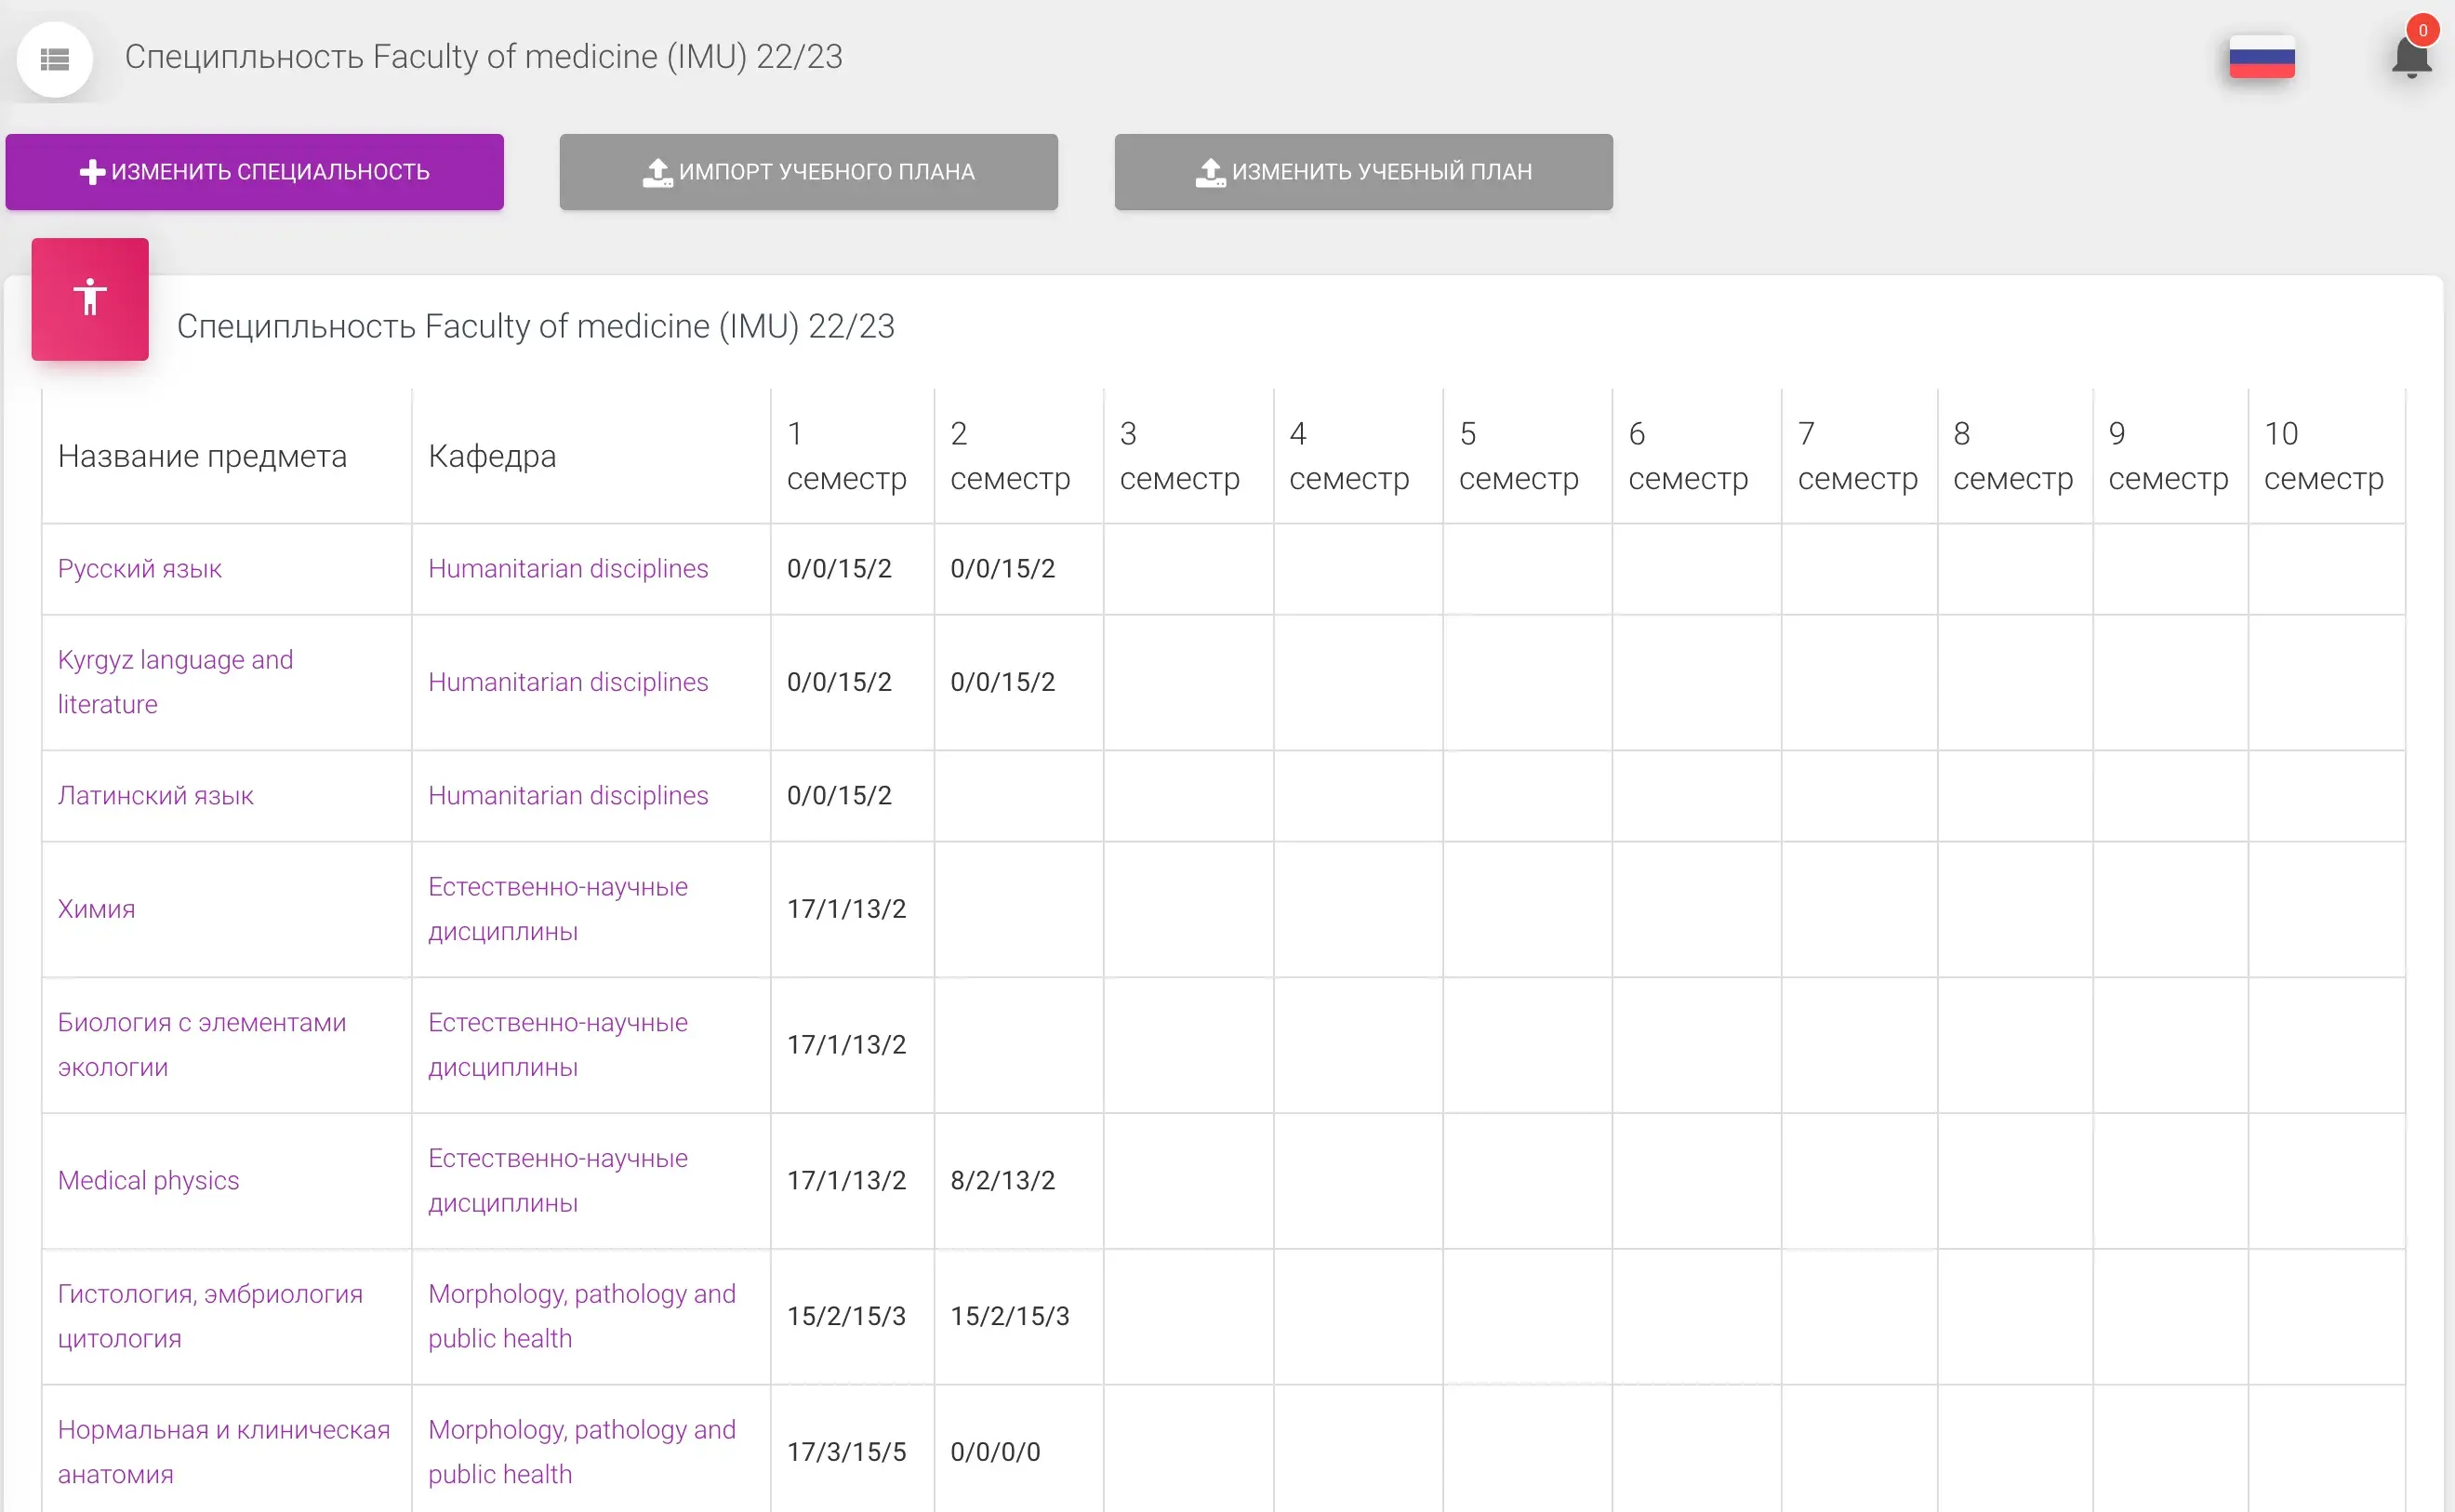 Специпльность Faculty of medicine (IMU) 22/23
0
ИЗМЕНИТЬ СПЕЦИАЛЬНОСТЬ
ИМПОРТ УЧЕБНОГО ПЛАНА
ИЗМЕНИТЬ УЧЕБНЫЙ ПЛАН
Специпльность Faculty of medicine (IMU) 22/23
Название предмета
Кафедра
1
семестр
2
семестр
3
семестр
4
семестр
5
семестр
6
семестр
7
семестр
8
семестр
9
семестр
10
семестр
Русский язык
Humanitarian disciplines
0/0/15/2
0/0/15/2
Kyrgyz language and
literature
Humanitarian disciplines
0/0/15/2
0/0/15/2
Латинский язык
Humanitarian disciplines
0/0/15/2
Химия
Естественно-научные
дисциплины
17/1/13/2
Биология с элементами
экологии
Естественно-научные
дисциплины
17/1/13/2
Medical physics
Естественно-научные
дисциплины
17/1/13/2
8/2/13/2
Гистология, эмбриология
цитология
Morphology, pathology and
public health
15/2/15/3
15/2/15/3
Нормальная и клиническая
анатомия
Morphology, pathology and
public health
17/3/15/5
0/0/0/0